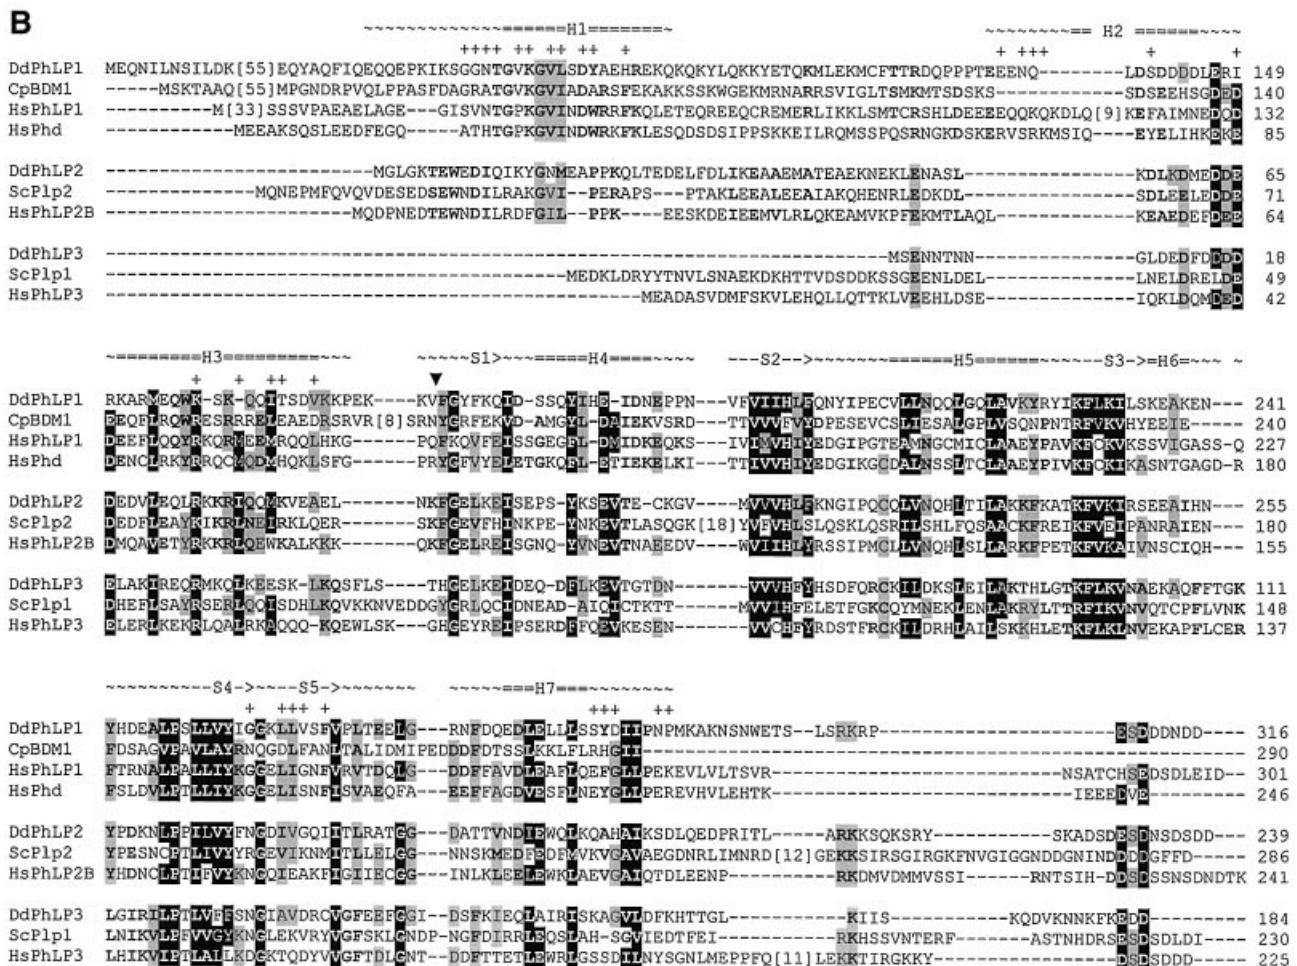 B
~~~~~~~~~~~~~======H1========~ ~~~~~~~~== H2 ======~~~~
++++ ++ ++ ++ + + +++ + +
DdPhLP1 MEQNILNSILDK[55]EQYAQFIQEQQEPKIKSGGNTGVKGVLSDYAEHREKQKQKYLQKKYETQKMLEKMCFTTRDQPPPTEEENQ--------LDSDDDDLERI 149
CpBDM1 -----MSKTAAQ[55]MPGNDRPVQLPPASFDAGRATGVKGVIADARSFEKAKKSSKWGEKMRNARRSVIGLTSMKMTSDSKS------------SDSEEHSGDED 140
HsPhLP1 ----------M[33]SSSVPAEAELAGE---GISVNTGPKGVINDWRRFKQLETEQREEQCREMERLIKKLSMTCRSHLDEEEEQQKQKDLQ[9]KEFAIMNEDQD 132
HsPhd ------------MEEAKSQSLEEDFEGQ-----ATHTGPKGVINDWRKFKLESQDSDSIPPSKKEILRQMSSPQSRNGKDSKERVSRKMSIQ----EYELIHKEKE 85
DdPhLP2 -------------------------MGLGKTEWEDIQIKYGNMEAPPKQLTEDELFDLIKEAAEMATEAEKNEKLENASL----------------KDLKDMEDDE 65
ScPlp2 --------------MQNEPMFQVQVDESEDSEWNDILRAKGVI--PERAPS---PTAKLEELEEALAIQKENRLEDKDL----------------SDLEELEDDE 71
HsPhLP2B -----------------------MQDPNEDTEWNDILRDFGIL--PPK----EESKDEIEEMVLRLQKEAMVKPFEKMTLAQL-------------KEAEDEFDEE 64
DdPhLP3 -------------------------------------------------------------------------MSENNTNN---------------GLDEDFDDDD 18
ScPlp1 -------------------------------------------MEDKLDRYYTNVLSNAEKDKHTTVDSDDKSSGEENLDEL--------------LNELDRELDE 49
HsPhLP3 --------------------------------------------------MEADASVDMFSKVLEHQLLQTTKLVEEHLDSE--------------IQKLDQMDED 42
~=========H3=========~~~ ~~~~~S1>~~=====H4====~~~~ ~--S2--> ~~~~~~~~=====H5=======~~~~~~S3->=H6=~~~ ~
+ + ++ + ▼
DdPhLP1 RKARMEQWK-SK-QQITSDVKKPEK----KVFGYFKQID-SSQYIHE-IDNEPPN--VFVIIHLFQNYIPECVLLNQQLGQLAVKYRYIKFLKILSKEAKEN--- 241
CpBDM1 EEQFLRQWRESRRRELEAEDRSRVR[8]SRNYGRFEKVD-AMGYL-DAIEKVSRD--TTVVVFVYDPESEVCSLIESALGPLVSQNPNTRFVKVHYEEIE--- 240
HsPhLP1 DEEFLQQYRKQRMEEMRQQLHKG------PQFKQVFEISSGEGFL-DMIDKEQKS---IVIMVHIYEDGIPGTEAMNGCMICLAAEYPAVKFCKVKSSVIGASS-Q 227
HsPhd DENCLRKYRRQCMQDMHQKLSFG------PRYGFVYELETGKQFL-ETIEKELKI--TTIVVHIYEDGIKGCDALNSSLTCLAAEYPIVKFCKIKASNTGAGD-R 180
DdPhLP2 DEDVLEQLRKKRIQQMKVEAEL-------NKFGELKEISEPS-YKSEVTE-CKGV---MVVVHLFKNGIPQCQLVNQHLTILAKKFKATKFVKIRSEEAIHN--- 255
ScPlp2 DEDFLEAYKIKRLNEIRKLQER-------SKFGEVFHINKPE-YNKEVTLASQGK[18]YVFVHLSLQSKLQSRILSHLFQSAACKFREIKFVEIPANRAIEN--- 180
HsPhLP2B DMQAVETYRKKRLQEWKALKKK-------QKFGELREISGNQ-YVNEVTNAEEDV----WVIIHLYRSSIPMCLLVNQHLSLLARKFPETKFVKAIVNSCIQH--- 155
DdPhLP3 ELAKIREQRMKQLKEESK-LKQSFLS----THGELKEIDEQ-DFLKEVTGTDN------VVVHFYHSDFQRCKILDKSLEILAKTHLGTKFLKVNAEKAQFFTGK 111
ScPlp1 DHEFLSAYRSERLQQISDHLKQVKKNVEDDGYGRLQCIDNEAD-AIQICTKTT-----MVVIHFELETFGKCQYMNEKLENLAKRYLTTRFIKVNVQTCPFLVNK 148
HsPhLP3 ELERLKEKRLQALRKAQQQ-KQEWLSK---GHGEYREIPSERDFFQEVKESEN-----VVCHFYRDSTFRCKILDRHLAILSKKHLETKFLKLNVEKAPFLCER 137
~~~~~~~~~~S4->~~~~S5->~~~~~~~ ~~~~~===H7===~~~~~~~~
+ +++ + +++ ++
DdPhLP1 YHDEALPSLLVYIGGKLLVSFVPLTEELG---RNFDQEDLELLLSSYDIIPNPMKAKNSNWETS---LSRKRP----------------------ESDDDNDD--- 316
CpBDM1 FDSAGVPAVLAYRNQGDLFANLTALIDMIPEDDDFDTSSLKKLFLRHGII-------------------------------------------------------- 290
HsPhLP1 FTRNALPALLIYKGGELIGNFVRVTDQLG---DDFFAVDLEAFLQEFGLLPEKEVLVLTSVR---------------------------NSATCHSEDSDLEID-- 301
HsPhd FSLDVLPTLLIYKGGELISNFISVAEQFA---EEFFAGDVESFLNEYGLLPEREVHVLEHTK----------------------------IEEEDVE--------- 246
DdPhLP2 YPDKNLPPILVYFNGDIVGQIITLRATGG---DATTVNDIEWQLKQAHAIKSDLQEDPRITL-----ARKKSQKSRY------------SKADSDESDNSDSDD--- 239
ScPlp2 YPESNCPTLIVYYRGEVIKNMITLLELGG---NNSKMEDFEDFMVKVGAVAEGDNRLIMNRD[12]GEKKSIRSGIRGKFNVGIGGNDDGNINDDDDGFFD----- 286
HsPhLP2B YHDNCLPTIFVYKNGQIEAKFIGIIECGG---INLKLEELEWKLAEVGAIQTDLEENP---------RKDMVDMMVSSI------RNTSIH-DDSDSSNSDNDTK 241
DdPhLP3 LGIRILPTLVFFSNGIAVDRCVGFEEFGGI--DSFKIEQLAIRISKAGVLDFKHTTGL---------KIIS-------------KQDVKNNKFKEDD---- 184
ScPlp1 LNIKVLPFVVGYKNGLEKVRYVGFSKLGNDP-NGFDIRRLEQSLAH-SGVIEDTFEI----------RKHSSVNTERF-------ASTNHDRSESDSDLDI---- 230
HsPhLP3 LHIKVIPTLALLKDGKTQDYVVGFTDLGNT--DDFTTETLEWRLGSSDILNYSGNLMEPPFQ[11]LEKKTIRGKKY---------------------DSDSDDD--- 225